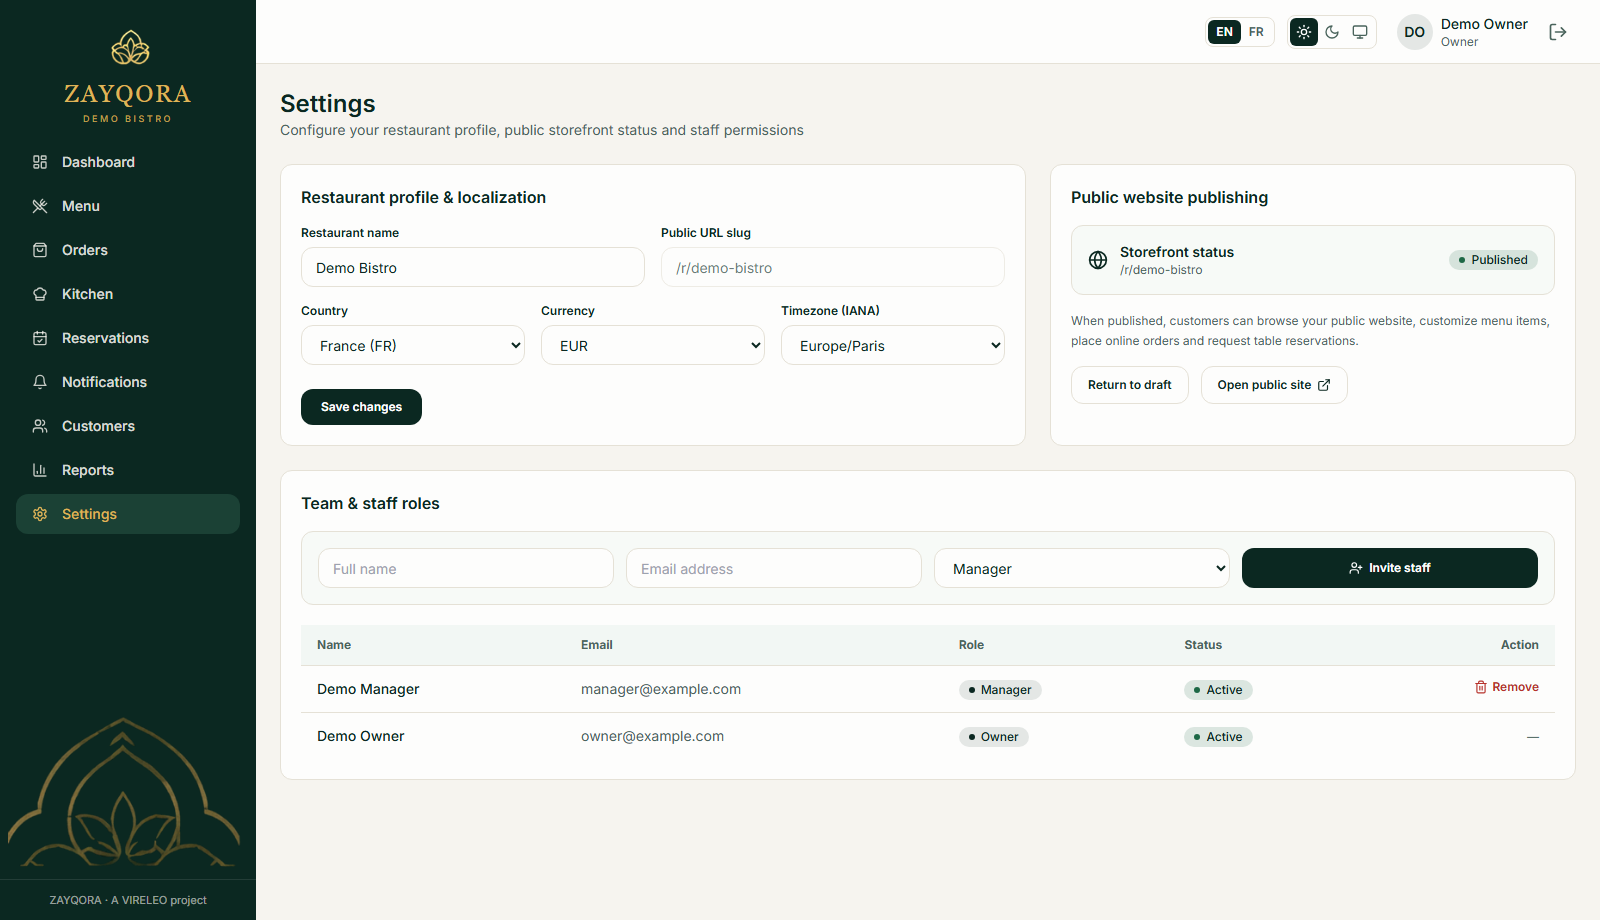 ZAYQORA
DEMO BISTRO
Dashboard
Menu
Orders
Kitchen
Reservations
Notifications
Customers
Reports
Settings
ZAYQORA · A VIRELEO project
EN FR
DO
Demo Owner
Owner
Settings
Configure your restaurant profile, public storefront status and staff permissions
Restaurant profile & localization
Restaurant name
Public URL slug
Demo Bistro
/r/demo-bistro
Country
Currency
Timezone (IANA)
France (FR)
EUR
Europe/Paris
Save changes
Public website publishing
Storefront status
/r/demo-bistro
Published
When published, customers can browse your public website, customize menu items,
place online orders and request table reservations.
Return to draft
Open public site
Team & staff roles
Full name
Email address
Manager
Invite staff
Name Email Role Status Action
Demo Manager manager@example.com Manager Active Remove
Demo Owner owner@example.com Owner Active —